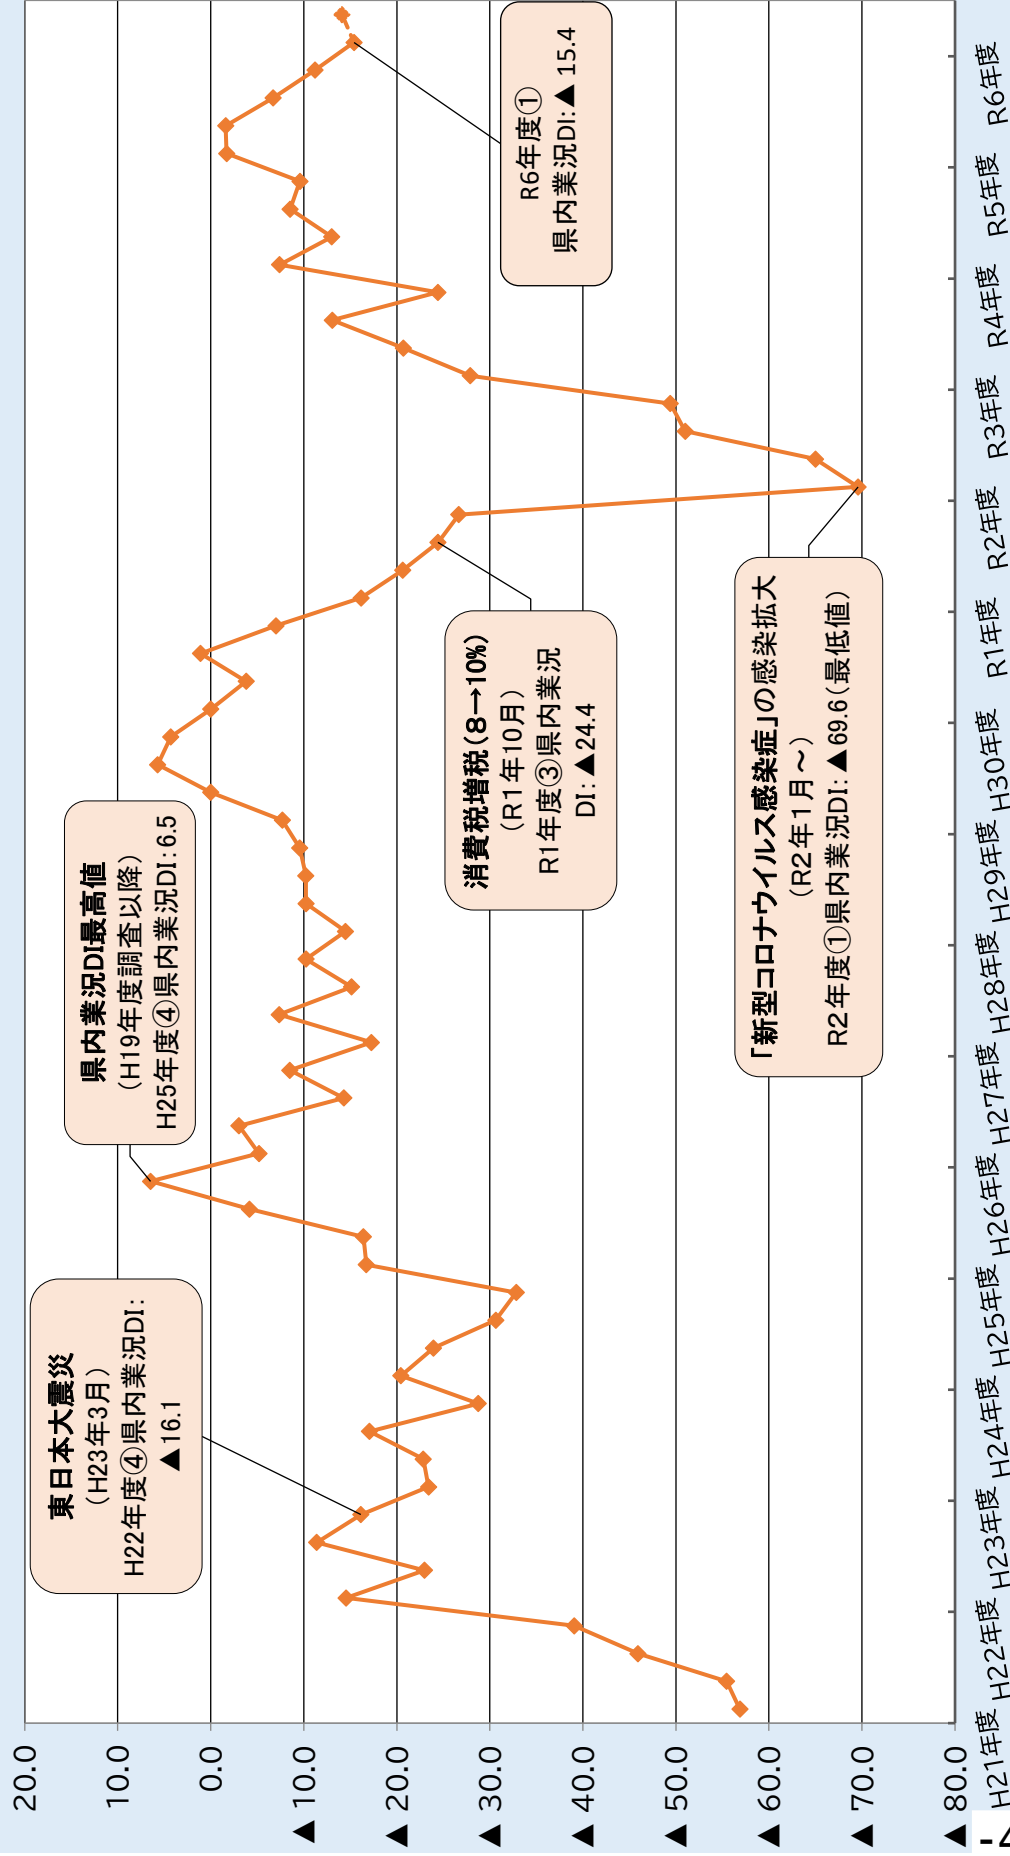 20.0
10.0
0.0
▲ 10.0
▲ 20.0
▲ 30.0
▲ 40.0
▲ 50.0
▲ 60.0
▲ 70.0
▲ 80.0
東日本大震災
（H23年3月）
H22年度④県内業況DI：
▲16.1
県内業況DI最高値
（H19年度調査以降）
H25年度④県内業況DI：6.5
消費税増税（８→10%）
（R1年10月）
R1年度③県内業況
DI：▲24.4
「新型コロナウイルス感染症」の感染拡大
（R２年１月～）
R２年度①県内業況DI：▲69.6（最低値）
R6年度①
県内業況DI：▲ 15.4
H21年度
H22年度
H23年度
H24年度
H25年度
H26年度
H27年度
H28年度
H29年度
H30年度
R1年度
R2年度
R3年度
R4年度
R5年度
R6年度